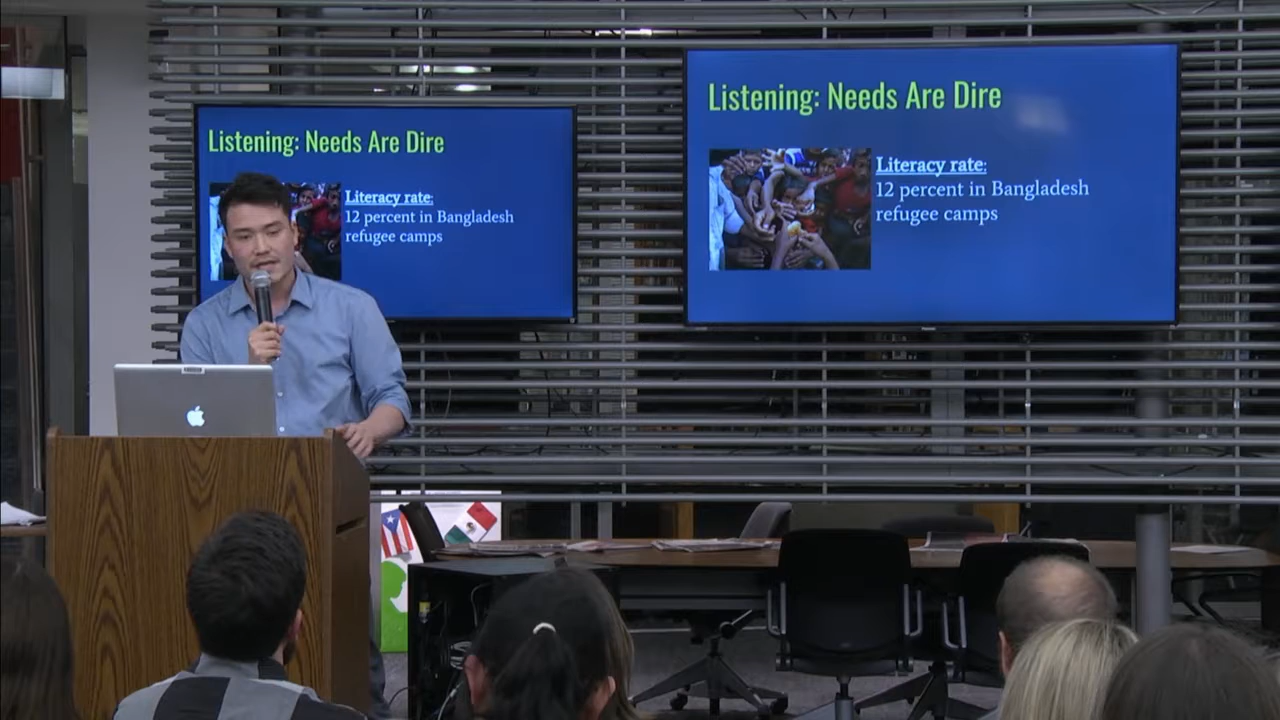 Listening: Needs Are Dire
Literacy rate:
12 percent in Bangladesh
refugee camps
Listening: Needs Are Dire
Literacy rate:
12 percent in Bangladesh
refugee camps